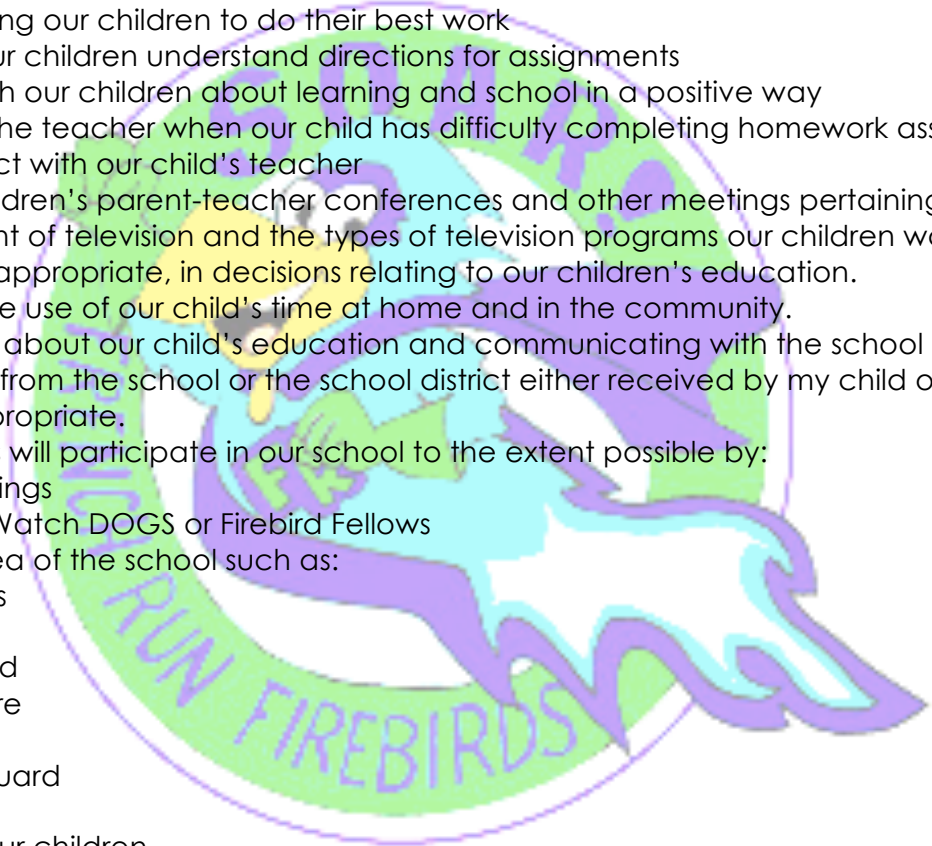 ng our children to do their best work
ur children understand directions for assignments
h our children about learning and school in a positive way
he teacher when our child has difficulty completing homework ass
ct with our child's teacher
dren's parent-teacher conferences and other meetings pertaining
nt of television and the types of television programs our children wa
appropriate, in decisions relating to our children's education.
e use of our child's time at home and in the community.
about our child's education and communicating with the school
from the school or the school district either received by my child o
propriate.
will participate in our school to the extent possible by:
ings
Watch DOGS or Firebird Fellows
ea of the school such as:
s
d
re
uard
ur children
SOAR!
FRENCH RUN FIREBIRDS
FR